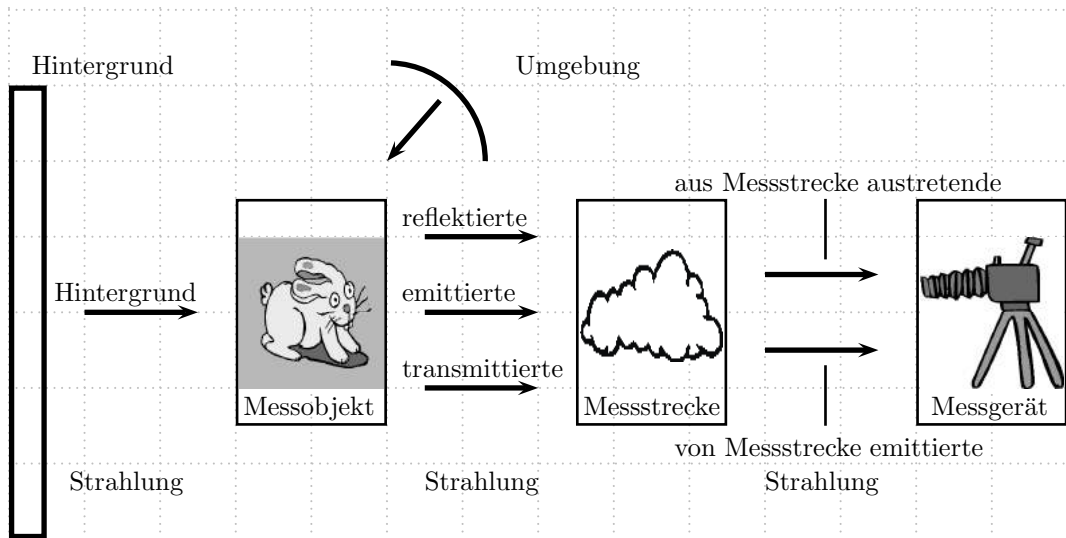 Hintergrund
Umgebung
aus Messstrecke austretende
reflektierte
Hintergrund
emittierte
transmittierte
Messobjekt
Messstrecke
Messgerät
von Messstrecke emittierte
Strahlung
Strahlung
Strahlung